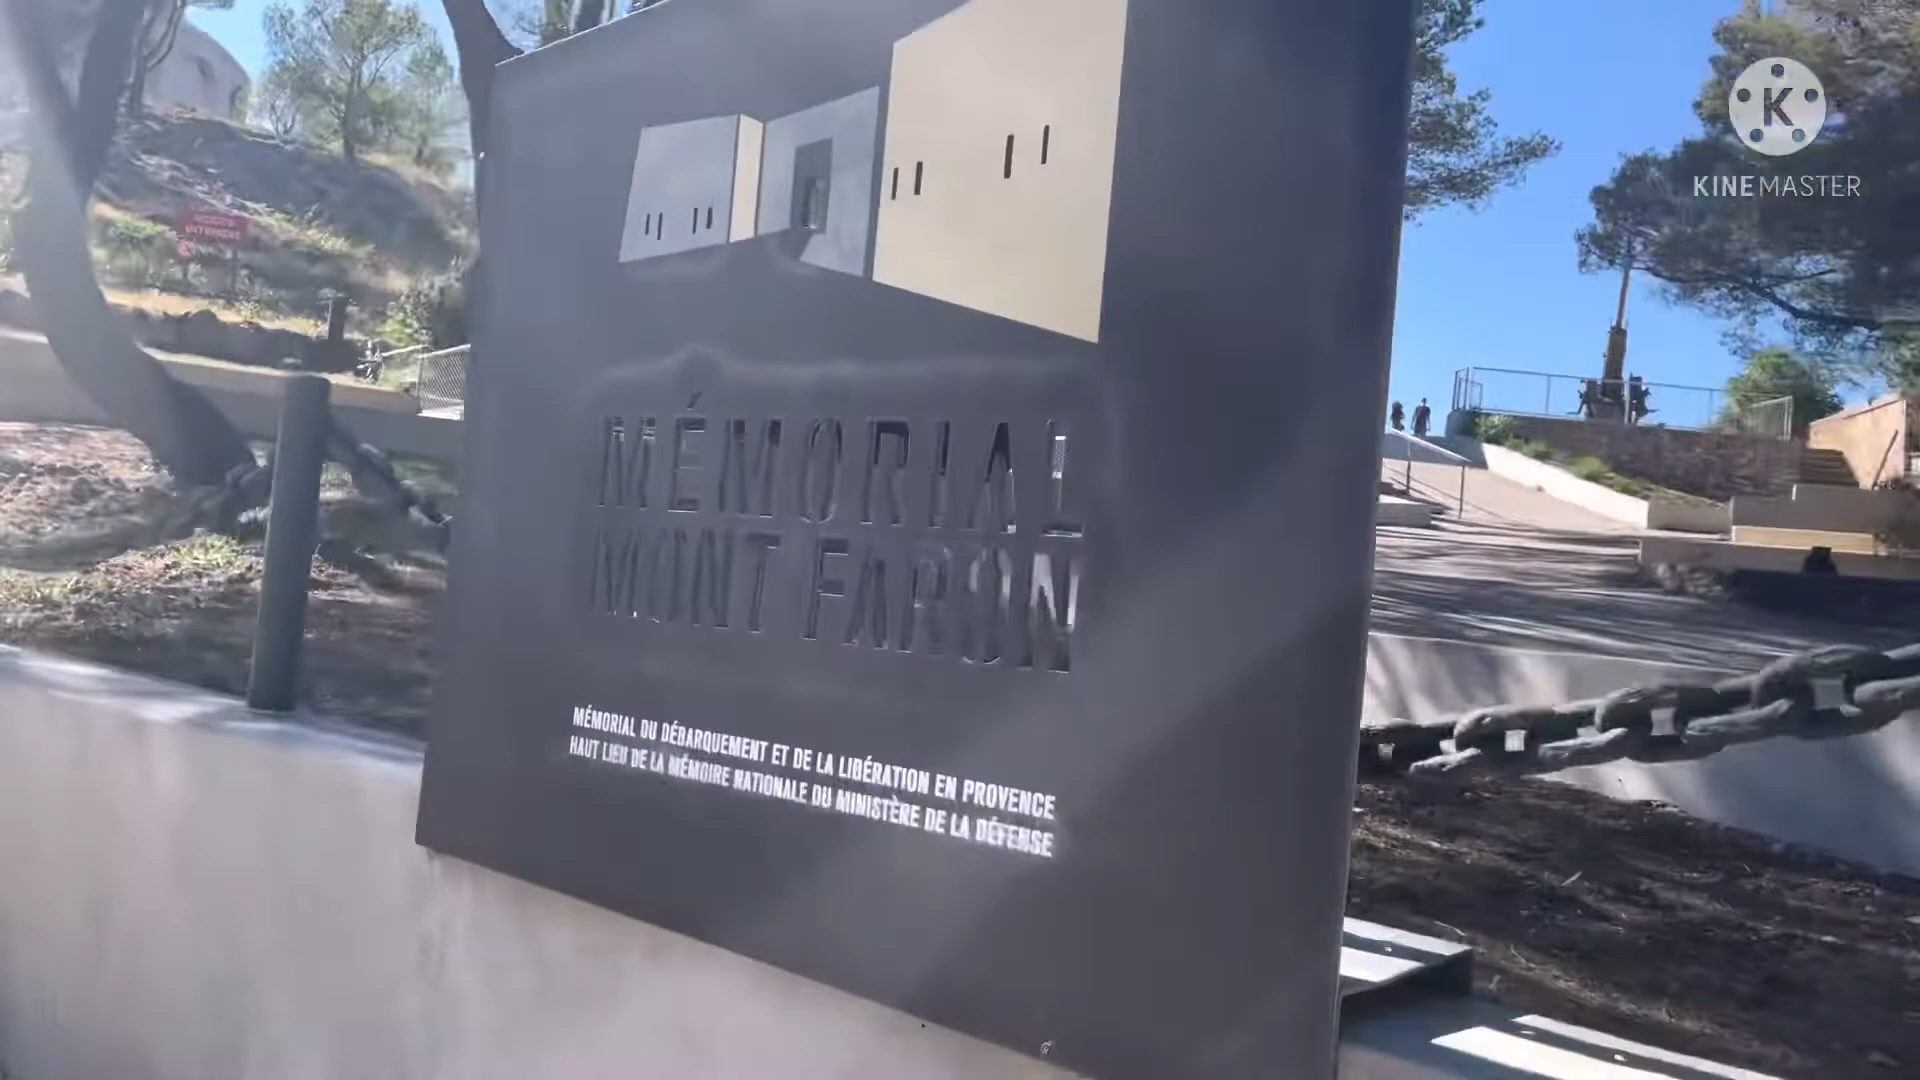 MÉMORIAL
MONT FARON
MÉMORIAL DU DÉBARQUEMENT ET DE LA LIBÉRATION EN PROVENCE
HAUT LIEU DE LA MÉMOIRE NATIONALE DU MINISTÈRE DE LA DÉFENSE
K
KINEMASTER